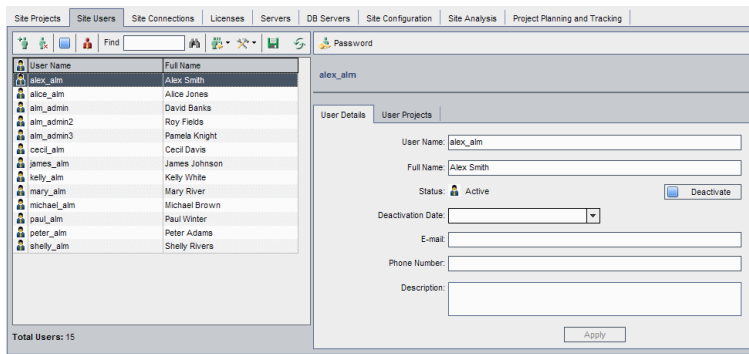 Site Projects Site Users Site Connections Licenses Servers DB Servers Site Configuration Site Analysis Project Planning and Tracking
Find
Password
User Name Full Name
alex_alm Alex Smith
alice_alm Alice Jones
alm_admin David Banks
alm_admin2 Roy Fields
alm_admin3 Pamela Knight
cecil_alm Cecil Davis
james_alm James Johnson
kelly_alm Kelly White
mary_alm Mary River
michael_alm Michael Brown
paul_alm Paul Winter
peter_alm Peter Adams
shelly_alm Shelly Rivers
Total Users: 15
alex_alm
User Details User Projects
User Name: alex_alm
Full Name: Alex Smith
Status: Active Deactivate
Deactivation Date:
E-mail:
Phone Number:
Description:
Apply